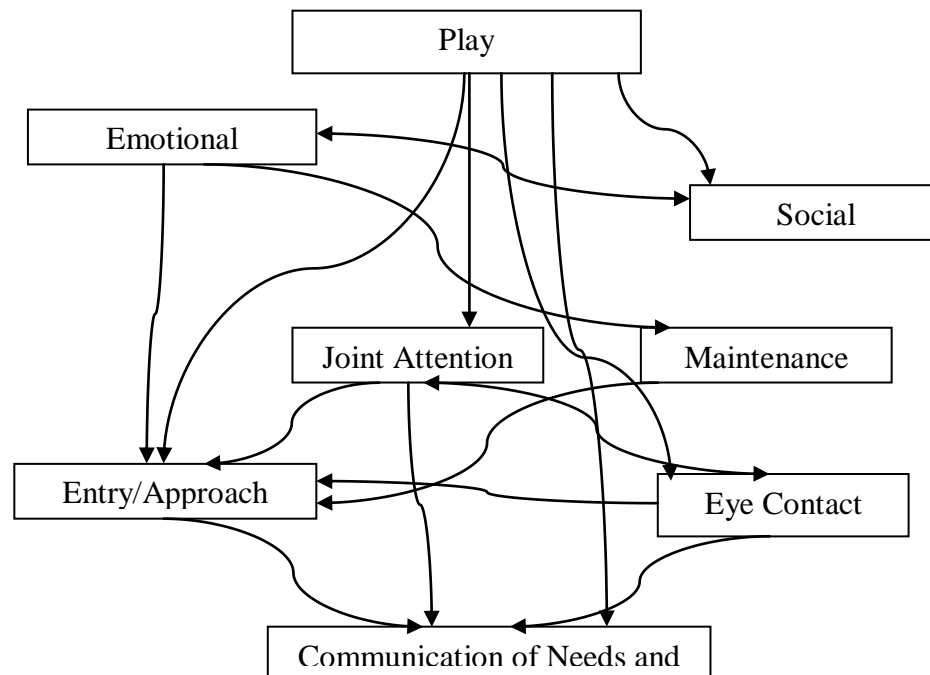 Play
Emotional
Social
Joint Attention
Maintenance
Entry/Approach
Eye Contact
Communication of Needs and